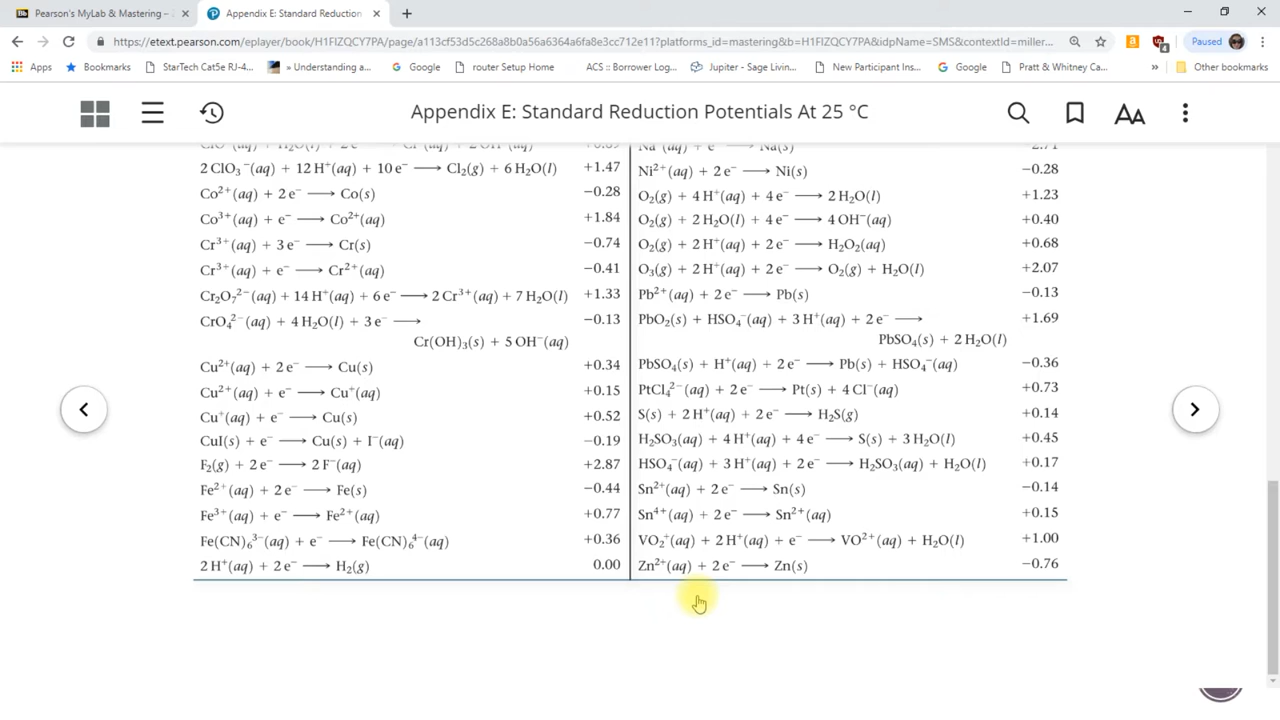 Pearson's MyLab & Mastering –
Appendix E: Standard Reduction
https://etext.pearson.com/eplayer/book/H1FIZQCY7PA/page/a113cf53d5c268a8b0a56a6364a6fa8e3cc712e11?platforms_id=mastering&b=H1FIZQCY7PA&idpName=SMS&contextId=miller...
4
Paused
Apps
Bookmarks
StarTech Cat5e RJ-4...
» Understanding a...
Google
router Setup Home
ACS :: Borrower Log...
Jupiter - Sage Livin...
New Participant Ins...
Google
Pratt & Whitney Ca...
»
Other bookmarks
Appendix E: Standard Reduction Potentials At 25 °C
AA
2 ClO₃⁻(aq) + 12 H⁺(aq) + 10 e⁻ ⟶ Cl₂(g) + 6 H₂O(l) +1.47
Co²⁺(aq) + 2 e⁻ ⟶ Co(s) −0.28
Co³⁺(aq) + e⁻ ⟶ Co²⁺(aq) +1.84
Cr³⁺(aq) + 3 e⁻ ⟶ Cr(s) −0.74
Cr³⁺(aq) + e⁻ ⟶ Cr²⁺(aq) −0.41
Cr₂O₇²⁻(aq) + 14 H⁺(aq) + 6 e⁻ ⟶ 2 Cr³⁺(aq) + 7 H₂O(l) +1.33
CrO₄²⁻(aq) + 4 H₂O(l) + 3 e⁻ ⟶ −0.13
Cr(OH)₃(s) + 5 OH⁻(aq)
Cu²⁺(aq) + 2 e⁻ ⟶ Cu(s) +0.34
Cu²⁺(aq) + e⁻ ⟶ Cu⁺(aq) +0.15
Cu⁺(aq) + e⁻ ⟶ Cu(s) +0.52
CuI(s) + e⁻ ⟶ Cu(s) + I⁻(aq) −0.19
F₂(g) + 2 e⁻ ⟶ 2 F⁻(aq) +2.87
Fe²⁺(aq) + 2 e⁻ ⟶ Fe(s) −0.44
Fe³⁺(aq) + e⁻ ⟶ Fe²⁺(aq) +0.77
Fe(CN)₆³⁻(aq) + e⁻ ⟶ Fe(CN)₆⁴⁻(aq) +0.36
2 H⁺(aq) + 2 e⁻ ⟶ H₂(g) 0.00
Na⁺(aq) + e⁻ ⟶ Na(s) −2.71
Ni²⁺(aq) + 2 e⁻ ⟶ Ni(s) −0.28
O₂(g) + 4 H⁺(aq) + 4 e⁻ ⟶ 2 H₂O(l) +1.23
O₂(g) + 2 H₂O(l) + 4 e⁻ ⟶ 4 OH⁻(aq) +0.40
O₂(g) + 2 H⁺(aq) + 2 e⁻ ⟶ H₂O₂(aq) +0.68
O₃(g) + 2 H⁺(aq) + 2 e⁻ ⟶ O₂(g) + H₂O(l) +2.07
Pb²⁺(aq) + 2 e⁻ ⟶ Pb(s) −0.13
PbO₂(s) + HSO₄⁻(aq) + 3 H⁺(aq) + 2 e⁻ ⟶ +1.69
PbSO₄(s) + 2 H₂O(l)
PbSO₄(s) + H⁺(aq) + 2 e⁻ ⟶ Pb(s) + HSO₄⁻(aq) −0.36
PtCl₄²⁻(aq) + 2 e⁻ ⟶ Pt(s) + 4 Cl⁻(aq) +0.73
S(s) + 2 H⁺(aq) + 2 e⁻ ⟶ H₂S(g) +0.14
H₂SO₃(aq) + 4 H⁺(aq) + 4 e⁻ ⟶ S(s) + 3 H₂O(l) +0.45
HSO₄⁻(aq) + 3 H⁺(aq) + 2 e⁻ ⟶ H₂SO₃(aq) + H₂O(l) +0.17
Sn²⁺(aq) + 2 e⁻ ⟶ Sn(s) −0.14
Sn⁴⁺(aq) + 2 e⁻ ⟶ Sn²⁺(aq) +0.15
VO₂⁺(aq) + 2 H⁺(aq) + e⁻ ⟶ VO²⁺(aq) + H₂O(l) +1.00
Zn²⁺(aq) + 2 e⁻ ⟶ Zn(s) −0.76